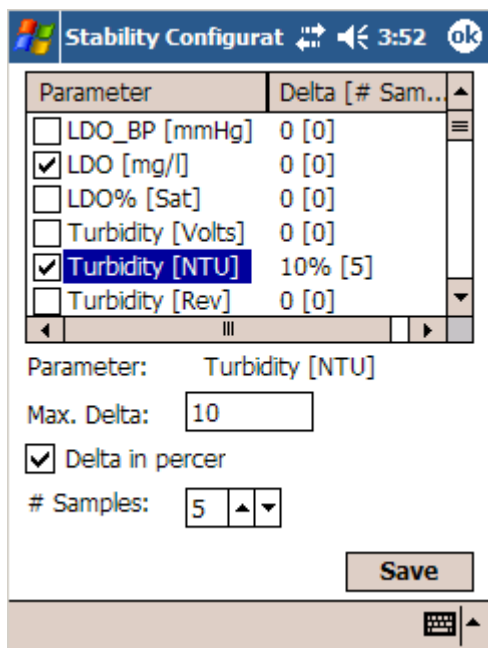 Stability Configurat 3:52 ok
Parameter Delta [# Sam...
LDO_BP [mmHg] 0 [0]
LDO [mg/l] 0 [0]
LDO% [Sat] 0 [0]
Turbidity [Volts] 0 [0]
Turbidity [NTU] 10% [5]
Turbidity [Rev] 0 [0]
Parameter: Turbidity [NTU]
Max. Delta: 10
Delta in percer
# Samples: 5
Save